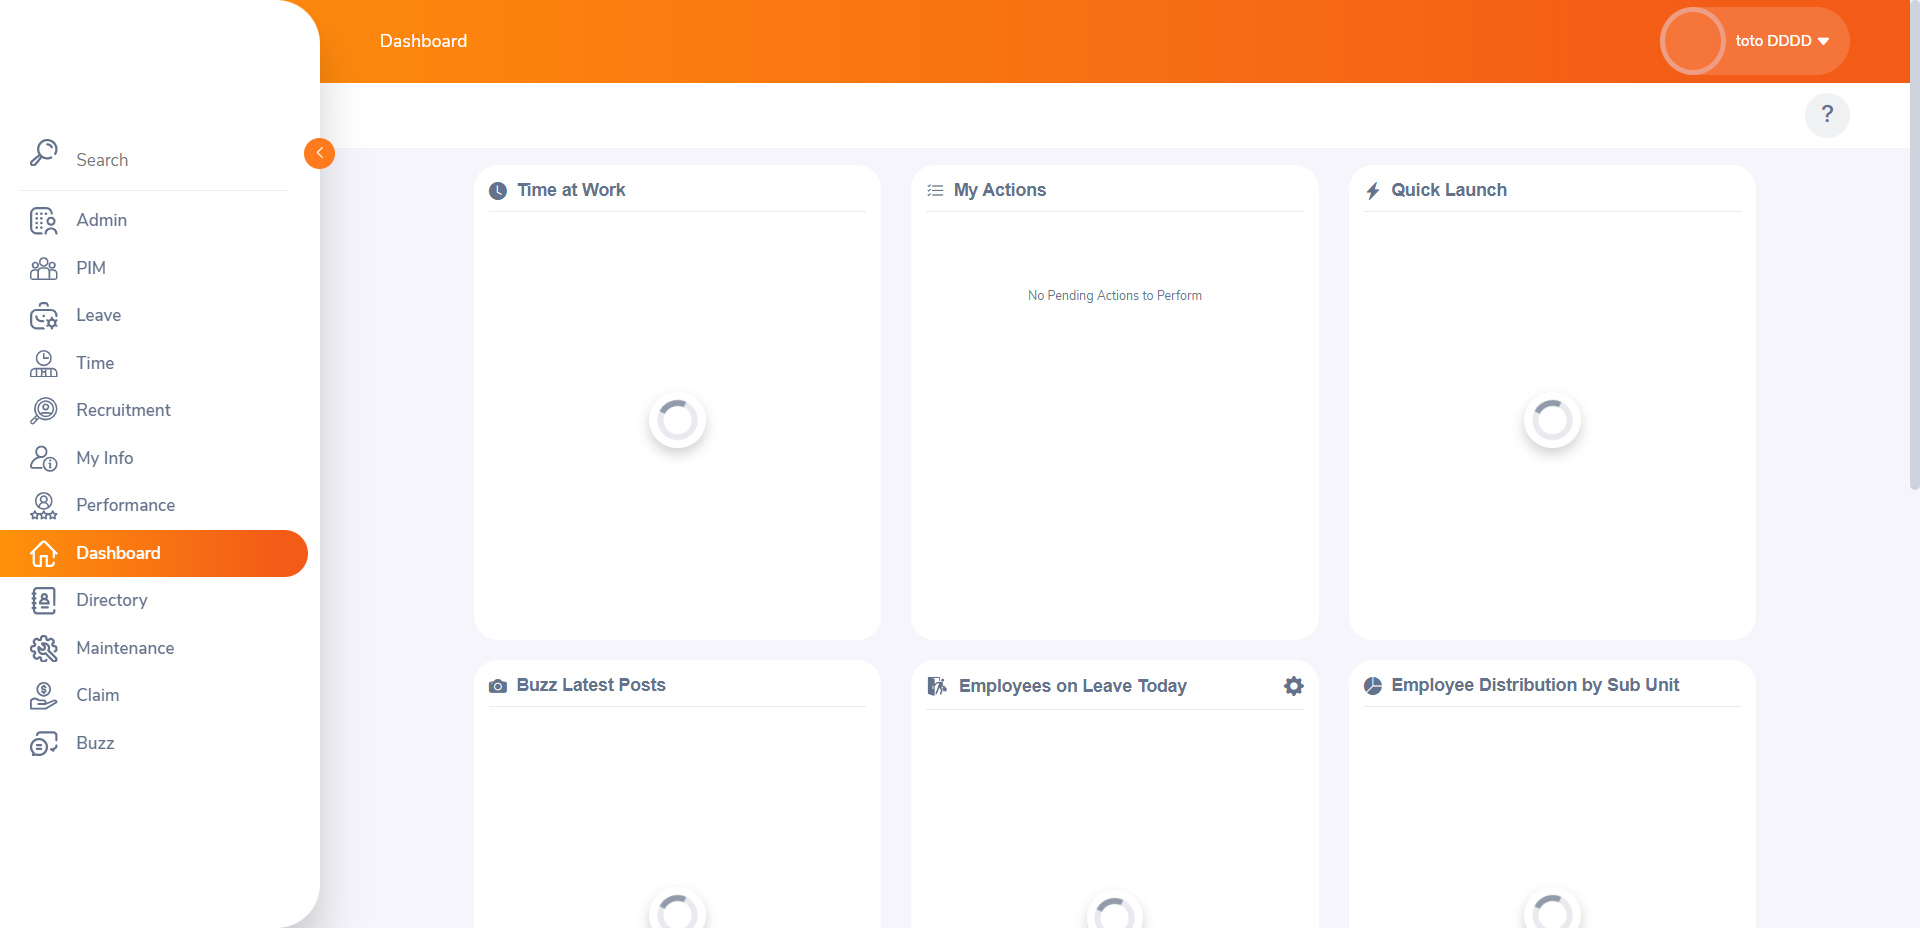 Dashboard
toto DDDD
?
Search
Admin
PIM
Leave
Time
Recruitment
My Info
Performance
Dashboard
Directory
Maintenance
Claim
Buzz
Time at Work
My Actions
No Pending Actions to Perform
Quick Launch
Buzz Latest Posts
Employees on Leave Today
Employee Distribution by Sub Unit